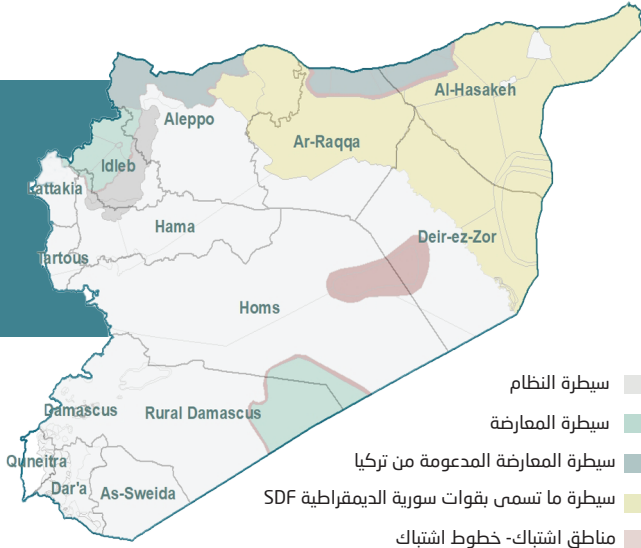 Al-Hasakeh
Aleppo
Ar-Raqqa
Idleb
Lattakia
Hama
Deir-ez-Zor
Tartous
Homs
Damascus
Rural Damascus
Quneitra
Dar'a
As-Sweida
سيطرة النظام
سيطرة المعارضة
سيطرة المعارضة المدعومة من تركيا
سيطرة ما تسمى بقوات سورية الديمقراطية SDF
مناطق اشتباك- خطوط اشتباك